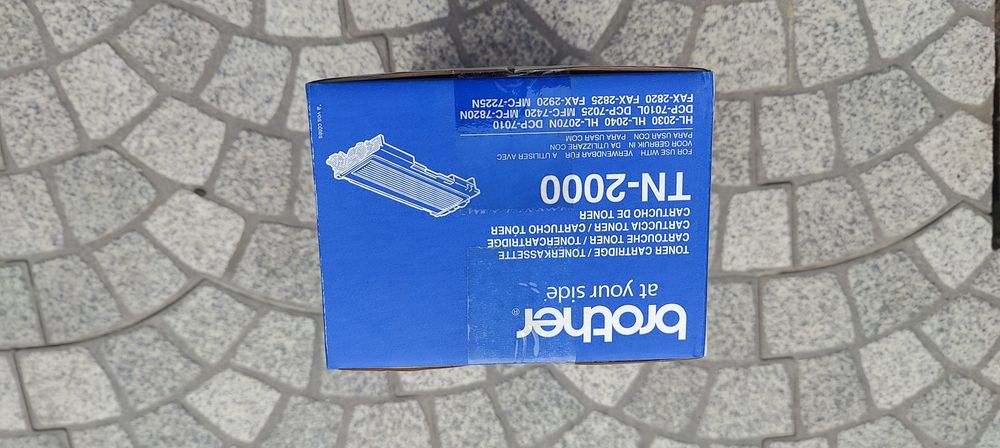 brother®
at your side
TONER CARTRIDGE / TONERKASSETTE
CARTOUCHE TONER / TONERCARTRIDGE
CARTUCCIA TONER / CARTUCHO TÓNER
CARTUCHO DE TONER
TN-2000
FOR USE WITH VERWENDBAR FÜR A UTILISER AVEC
VOOR GEBRUIK IN DA UTILIZZARE CON
PARA USAR CON PARA USAR COM
HL-2030 HL-2040 HL-2070N DCP-7010
DCP-7010L DCP-7025 MFC-7420 MFC-7820N
FAX-2820 FAX-2825 FAX-2920 MFC-7225N